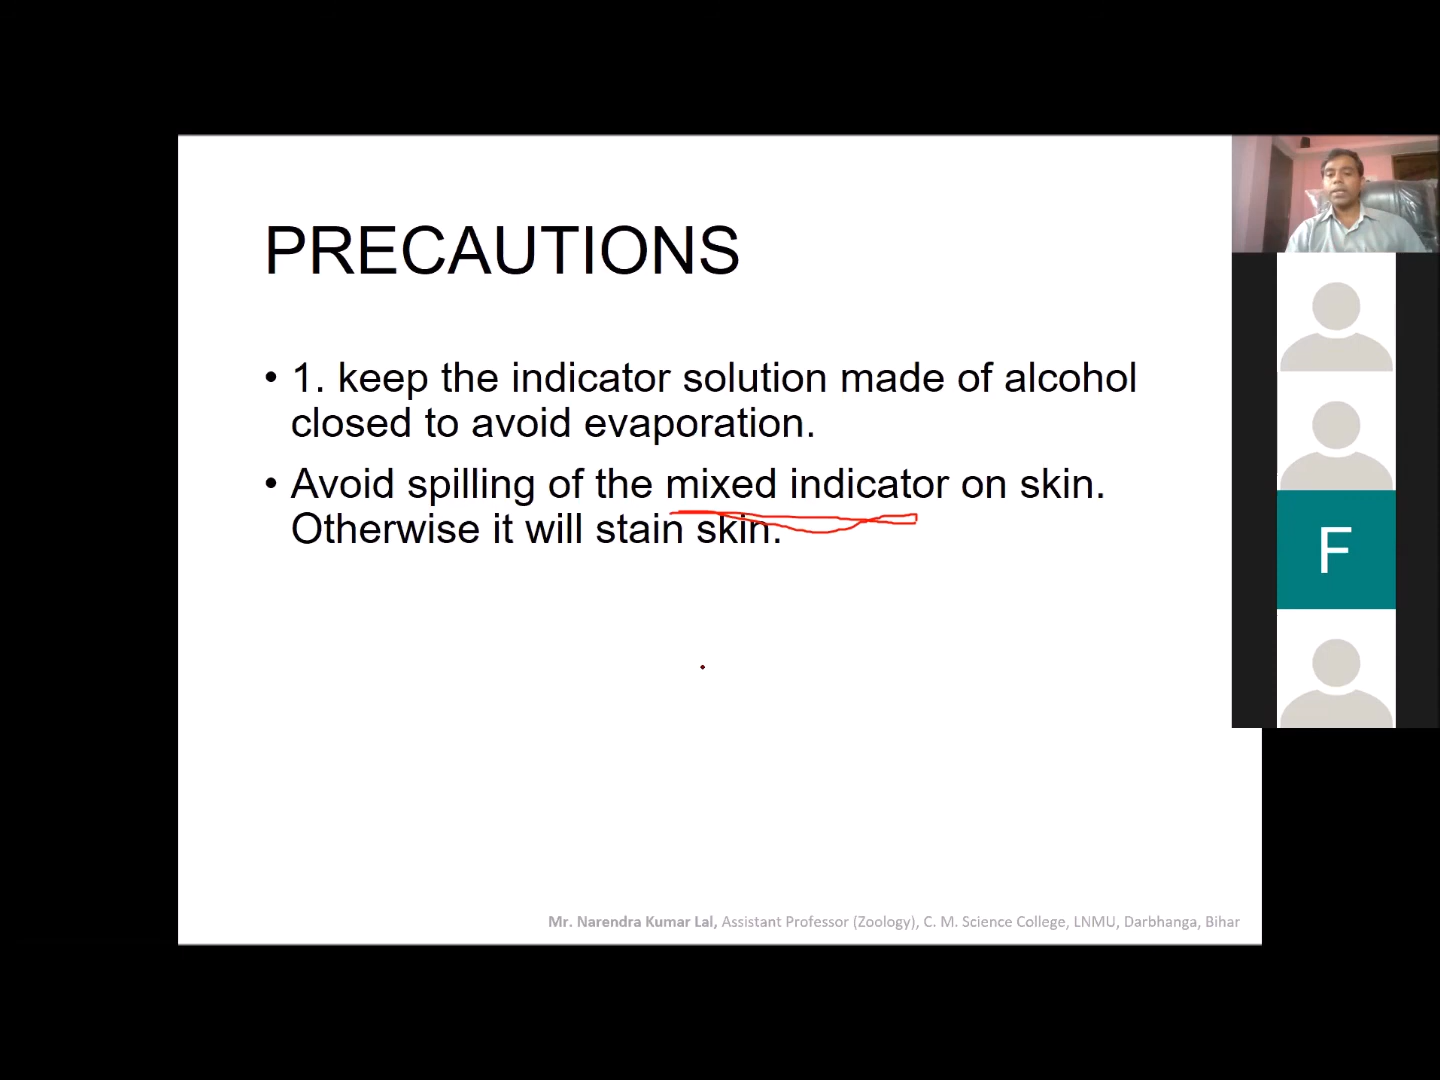 PRECAUTIONS
• 1. keep the indicator solution made of alcohol
closed to avoid evaporation.
• Avoid spilling of the mixed indicator on skin.
Otherwise it will stain skin.
F
Mr. Narendra Kumar Lal, Assistant Professor (Zoology), C. M. Science College, LNMU, Darbhanga, Bihar